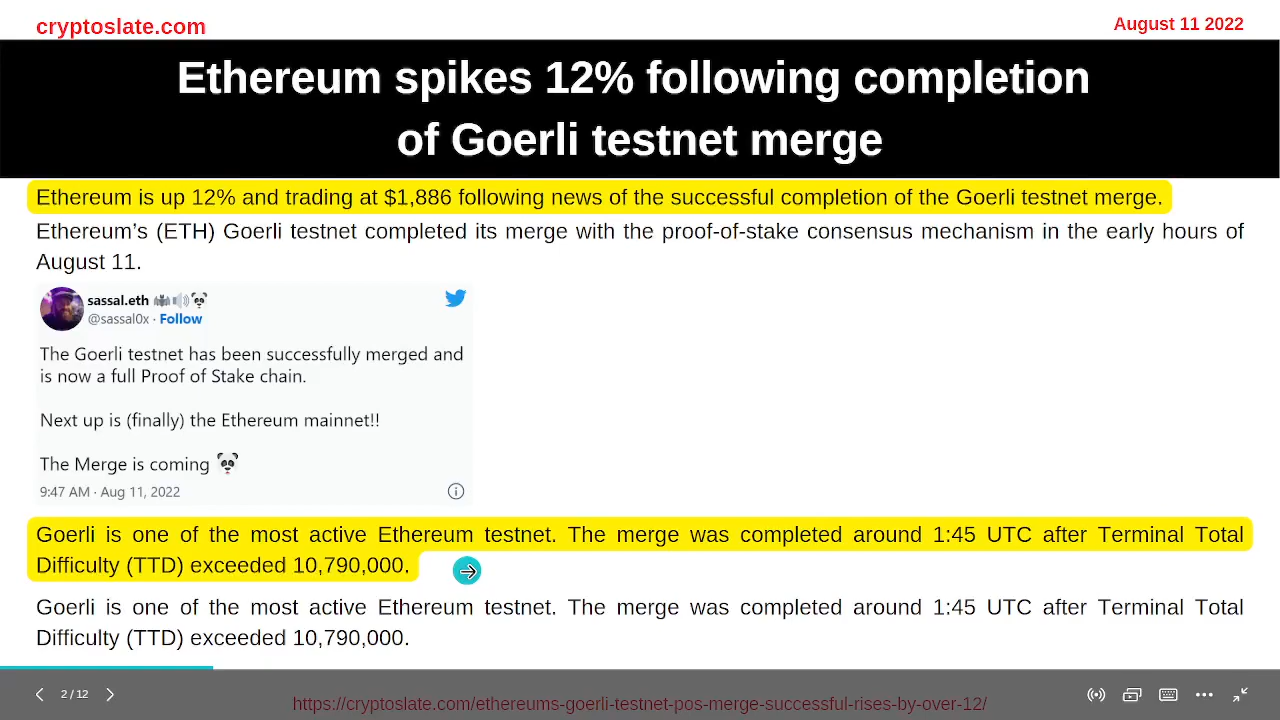 cryptoslate.com
August 11 2022
Ethereum spikes 12% following completion
of Goerli testnet merge
Ethereum is up 12% and trading at $1,886 following news of the successful completion of the Goerli testnet merge.
Ethereum’s (ETH) Goerli testnet completed its merge with the proof-of-stake consensus mechanism in the early hours of
August 11.
sassal.eth 🦇🔊🐼
@sassal0x · Follow
The Goerli testnet has been successfully merged and
is now a full Proof of Stake chain.
Next up is (finally) the Ethereum mainnet!!
The Merge is coming 🐼
9:47 AM · Aug 11, 2022
Goerli is one of the most active Ethereum testnet. The merge was completed around 1:45 UTC after Terminal Total
Difficulty (TTD) exceeded 10,790,000.
Goerli is one of the most active Ethereum testnet. The merge was completed around 1:45 UTC after Terminal Total
Difficulty (TTD) exceeded 10,790,000.
2 / 12
https://cryptoslate.com/ethereums-goerli-testnet-pos-merge-successful-rises-by-over-12/